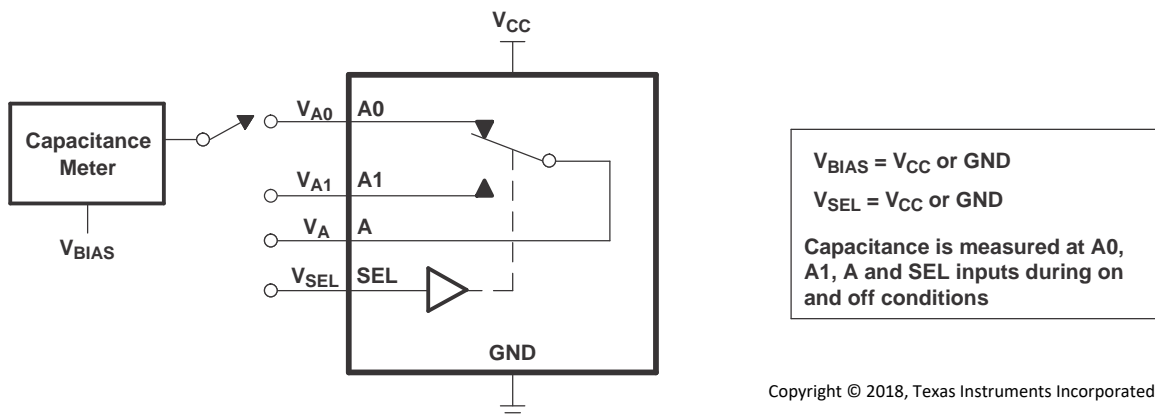 VCC
Capacitance
Meter
VBIAS
VA0
A0
VA1
A1
VA
A
VSEL
SEL
GND
VBIAS = VCC or GND
VSEL = VCC or GND
Capacitance is measured at A0,
A1, A and SEL inputs during on
and off conditions
Copyright © 2018, Texas Instruments Incorporated